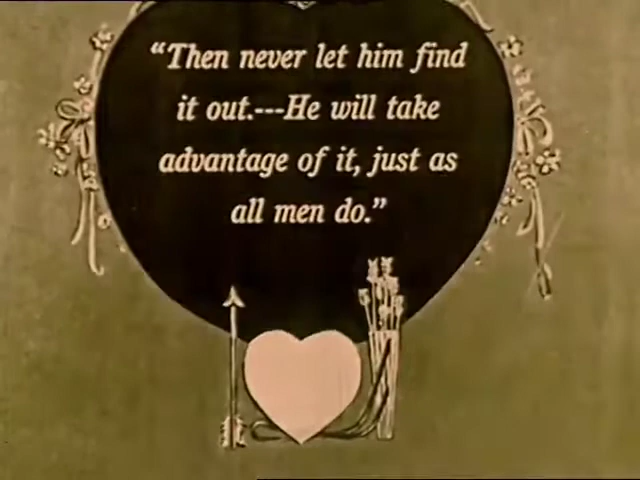 “Then never let him find
it out.---He will take
advantage of it, just as
all men do.”